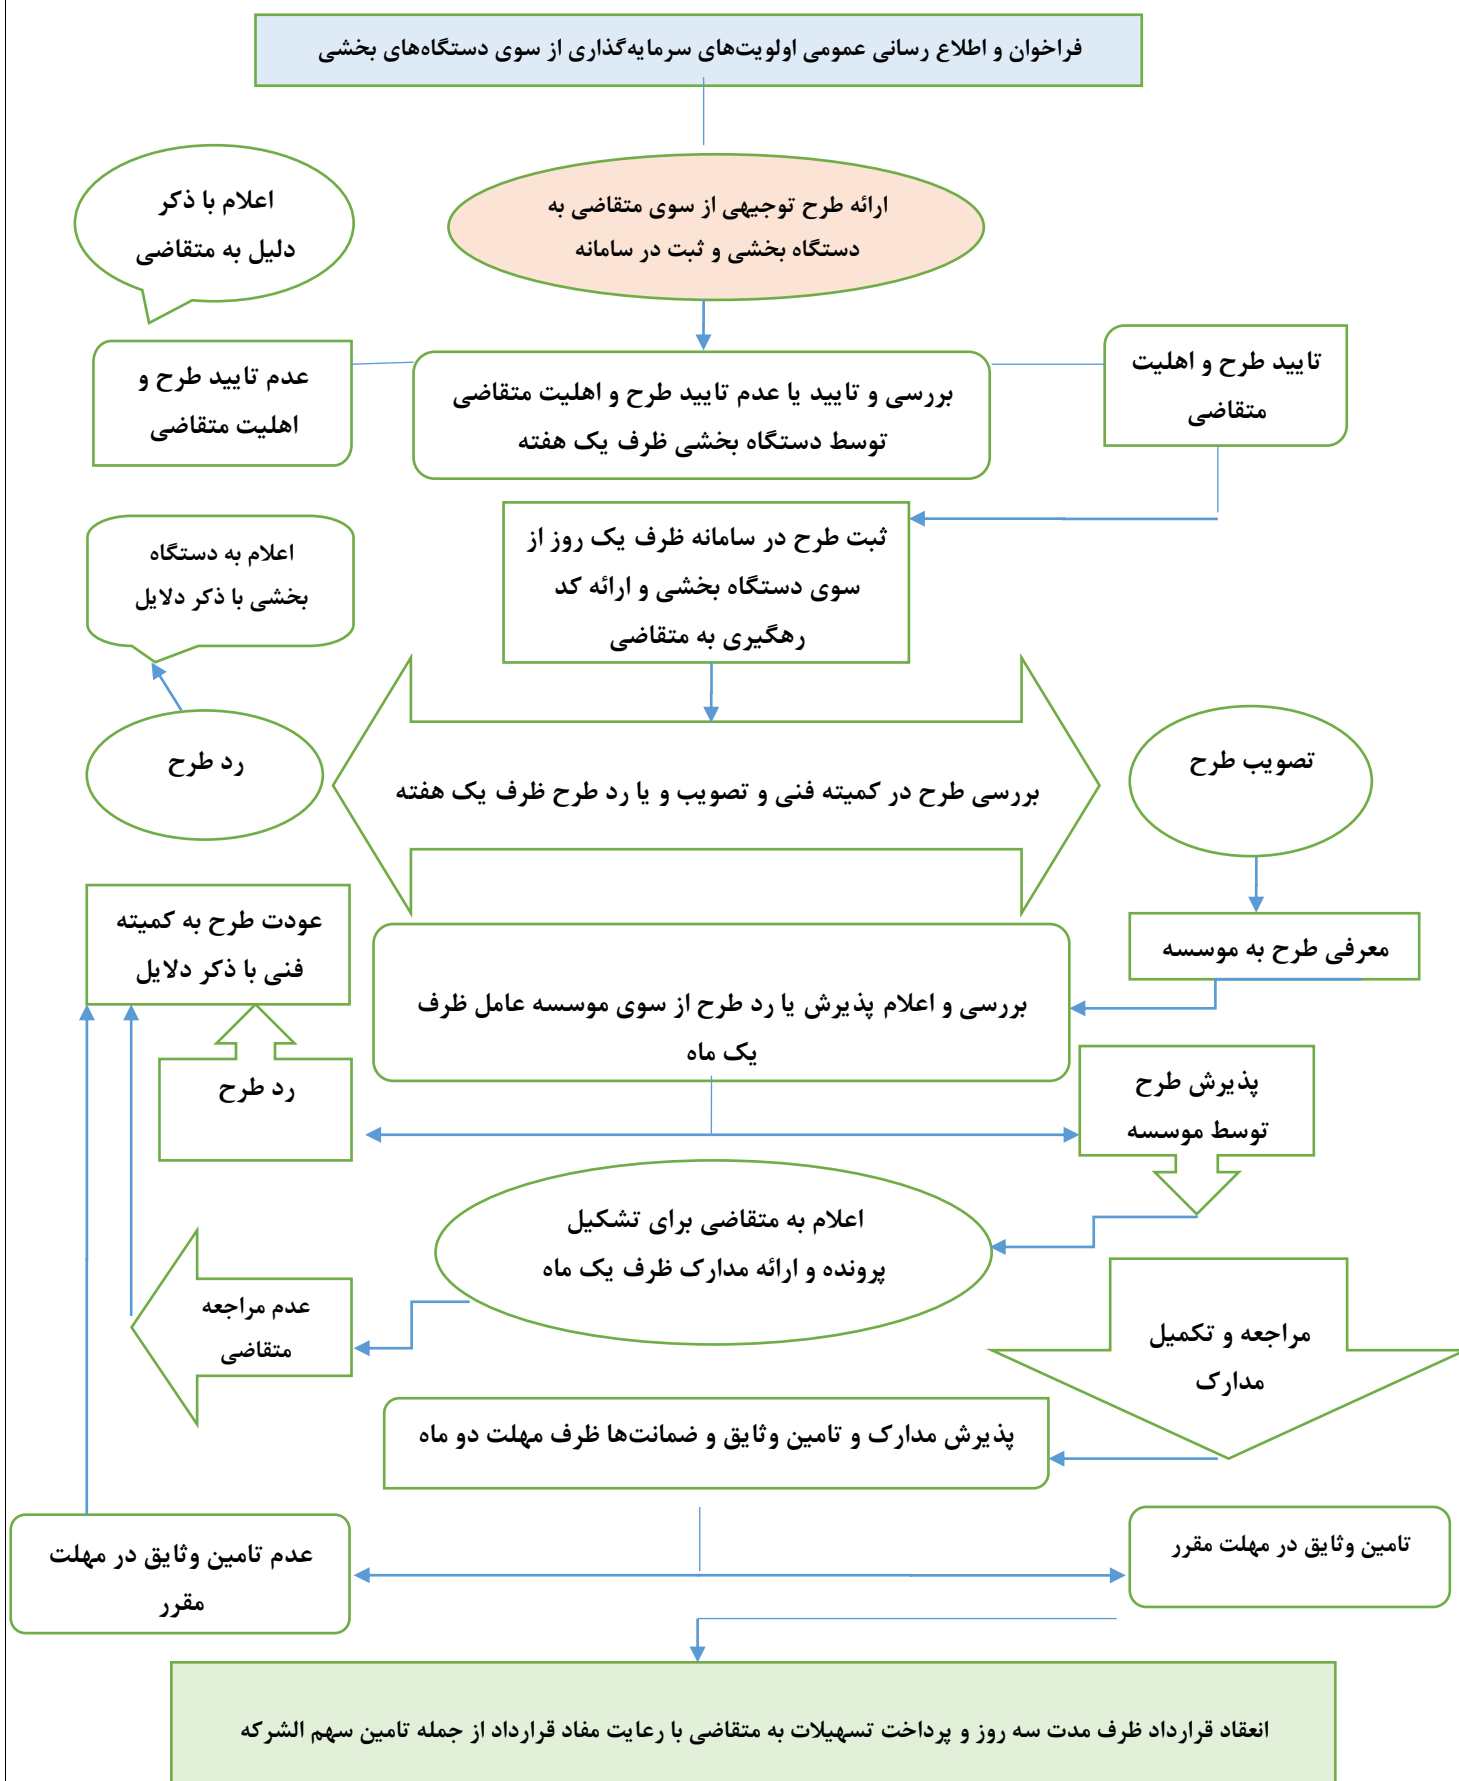 فراخوان و اطلاع رسانی عمومی اولویت‌های سرمایه‌گذاری از سوی دستگاه‌های بخشی
ارائه طرح توجیهی از سوی متقاضی به
دستگاه بخشی و ثبت در سامانه
اعلام با ذکر
دلیل به متقاضی
تایید طرح و اهلیت
متقاضی
بررسی و تایید یا عدم تایید طرح و اهلیت متقاضی
توسط دستگاه بخشی ظرف یک هفته
عدم تایید طرح و
اهلیت متقاضی
ثبت طرح در سامانه ظرف یک روز از
سوی دستگاه بخشی و ارائه کد
رهگیری به متقاضی
اعلام به دستگاه
بخشی با ذکر دلایل
تصویب طرح
بررسی طرح در کمیته فنی و تصویب و یا رد طرح ظرف یک هفته
رد طرح
معرفی طرح به موسسه
بررسی و اعلام پذیرش یا رد طرح از سوی موسسه عامل ظرف
یک ماه
عودت طرح به کمیته
فنی با ذکر دلایل
پذیرش طرح
توسط موسسه
رد طرح
اعلام به متقاضی برای تشکیل
پرونده و ارائه مدارک ظرف یک ماه
مراجعه و تکمیل
مدارک
عدم مراجعه
متقاضی
پذیرش مدارک و تامین وثایق و ضمانت‌ها ظرف مهلت دو ماه
تامین وثایق در مهلت مقرر
عدم تامین وثایق در مهلت
مقرر
انعقاد قرارداد ظرف مدت سه روز و پرداخت تسهیلات به متقاضی با رعایت مفاد قرارداد از جمله تامین سهم الشرکه